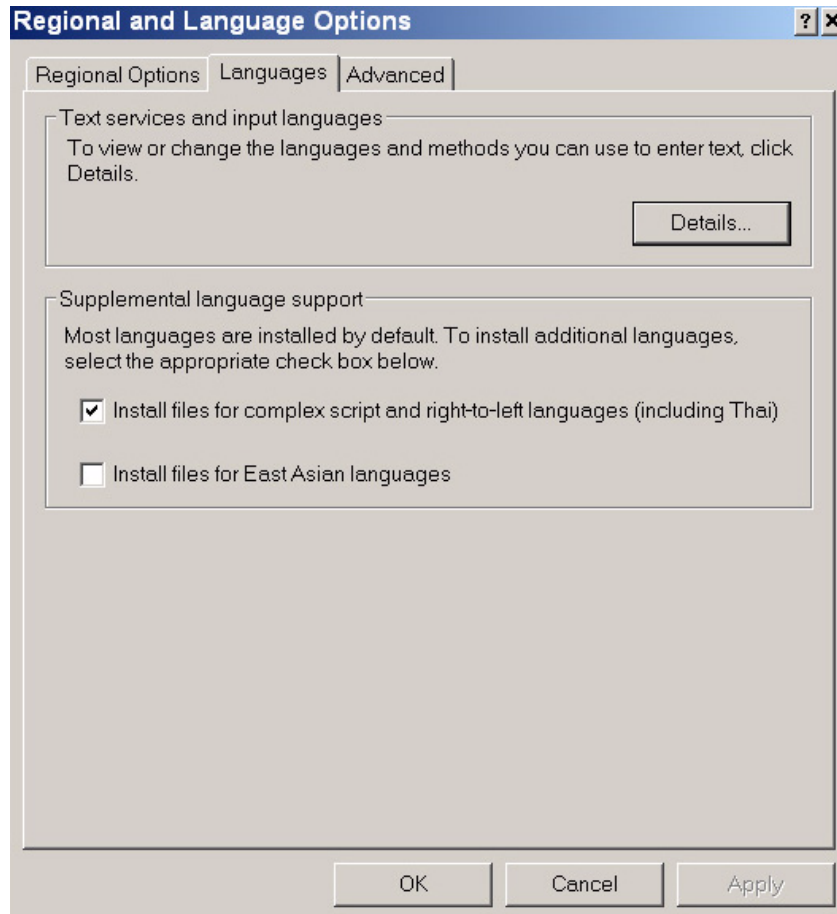 Regional and Language Options
Regional Options Languages Advanced
Text services and input languages
To view or change the languages and methods you can use to enter text, click
Details.
Details...
Supplemental language support
Most languages are installed by default. To install additional languages,
select the appropriate check box below.
Install files for complex script and right-to-left languages (including Thai)
Install files for East Asian languages
OK Cancel Apply